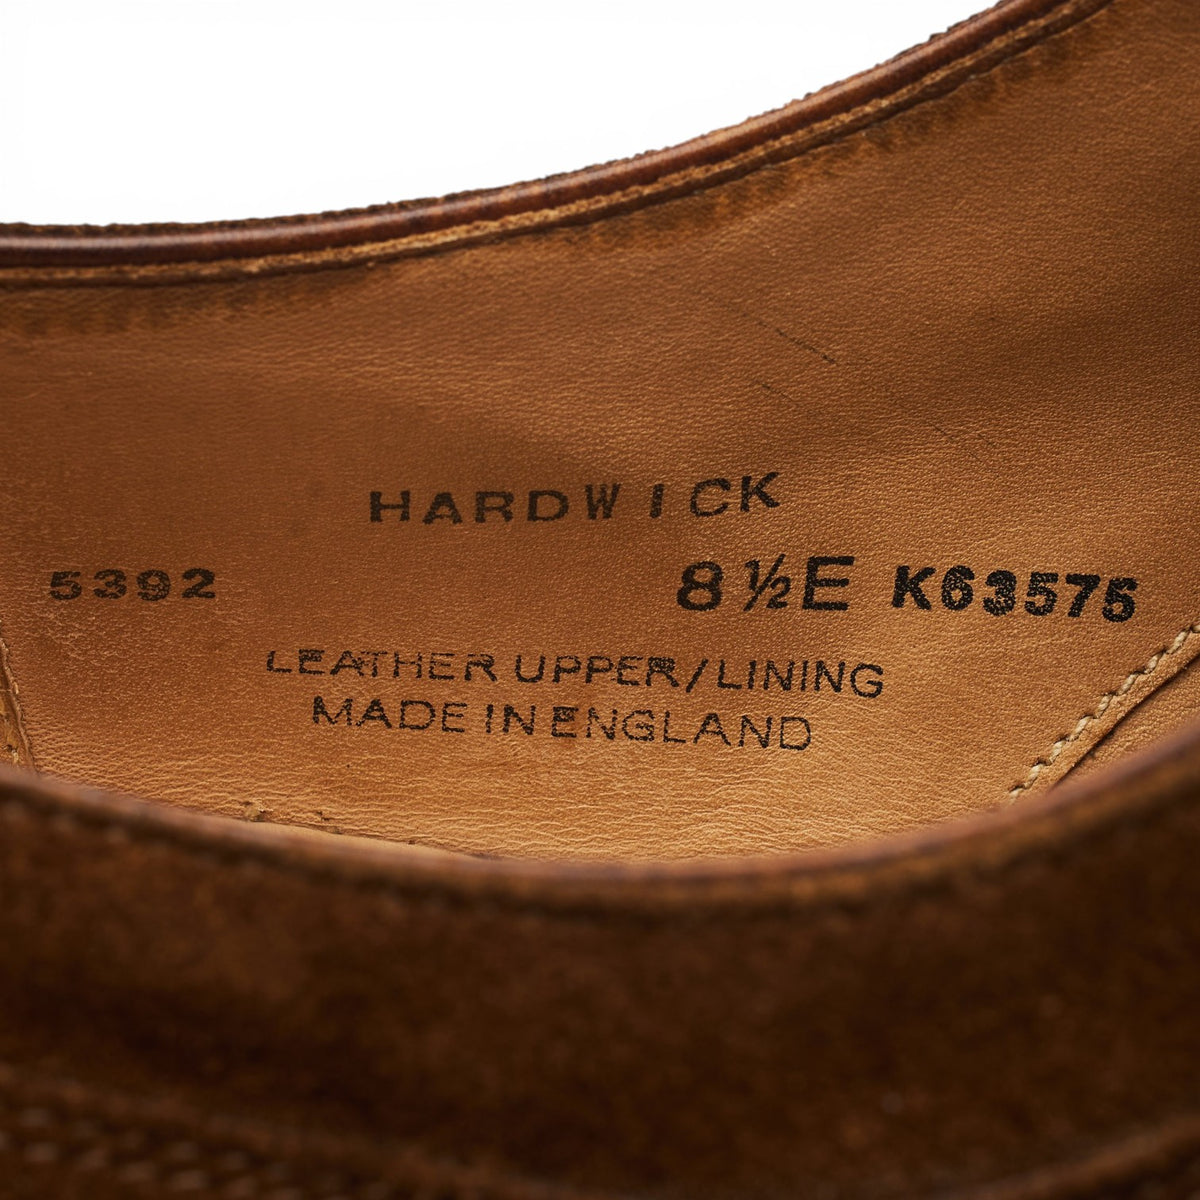 HARDWICK
5392 8½E K63575
LEATHER UPPER/LINING
MADE IN ENGLAND